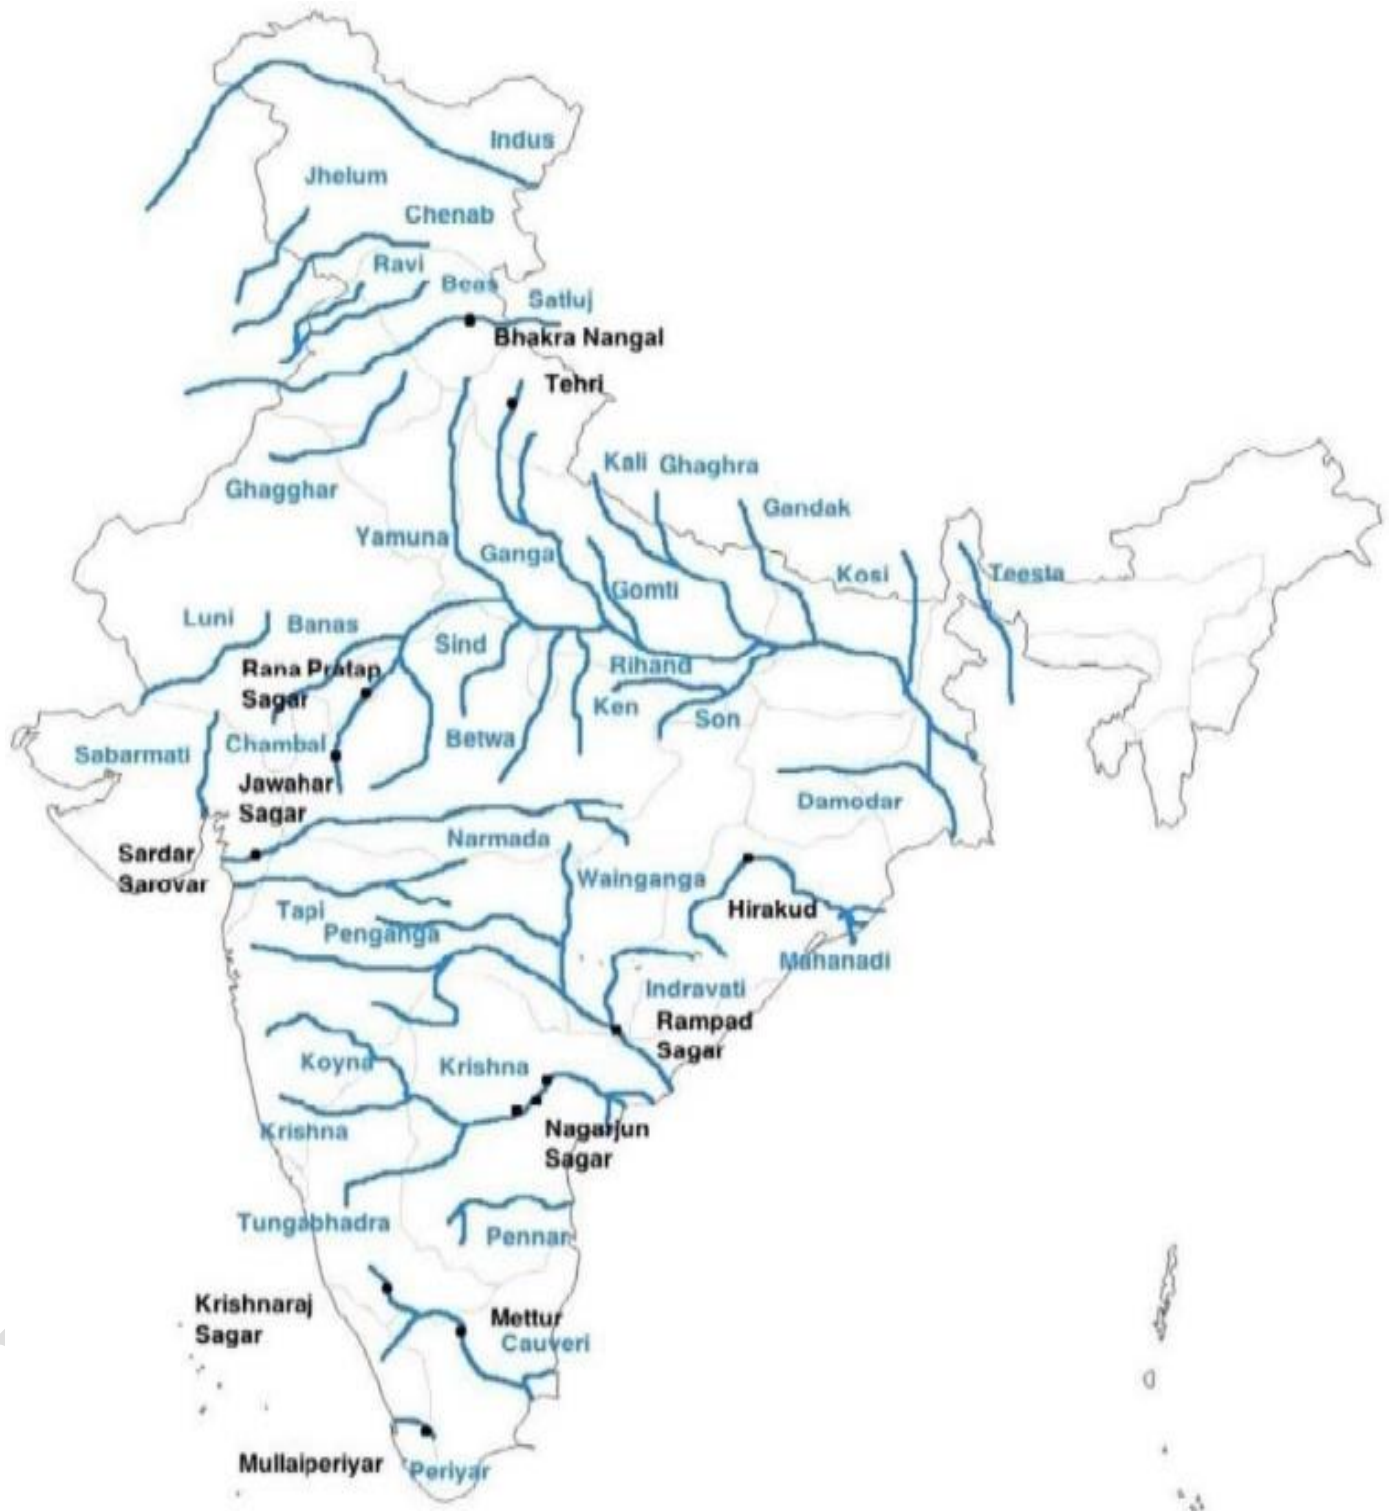 Indus
Jhelum
Chenab
Ravi
Beas
Satluj
Bhakra Nangal
Tehri
Kali Ghaghra
Ghagghar
Gandak
Yamuna
Ganga
Kosi
Teesta
Gomti
Luni
Banas
Sind
Rana Pratap
Sagar
Rihand
Ken
Son
Sabarmati
Chambal
Betwa
Jawahar
Sagar
Damodar
Narmada
Sardar
Sarovar
Wainganga
Tapi
Hirakud
Penganga
Mahanadi
Indravati
Rampad
Sagar
Koyna
Krishna
Krishna
Nagarjun
Sagar
Tungabhadra
Pennar
Krishnaraj
Sagar
Mettur
Cauveri
Mullaiperiyar
Periyar